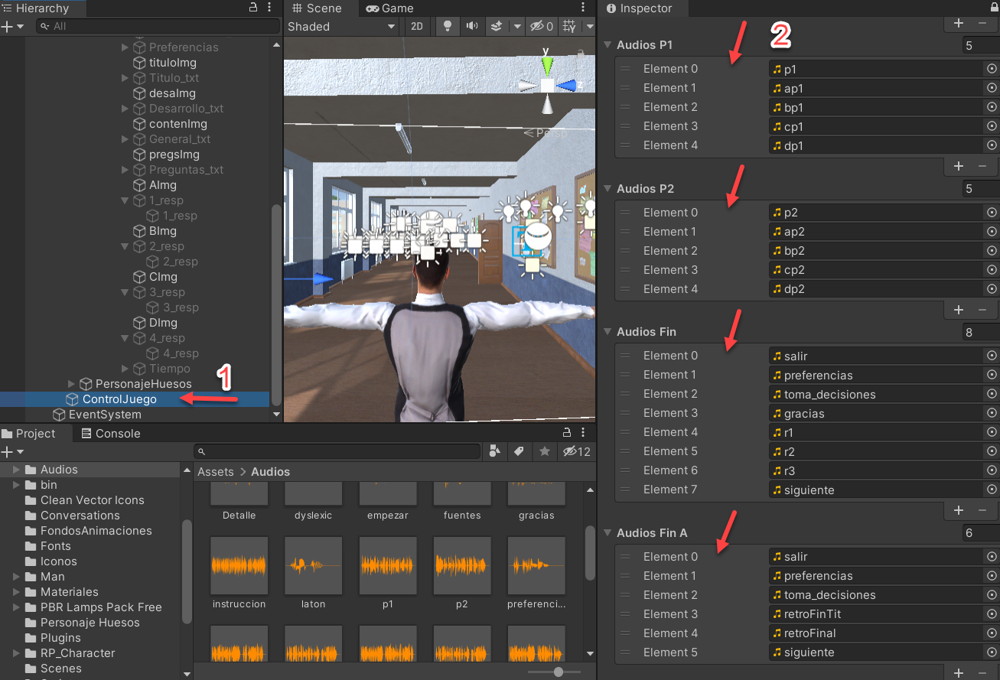 Hierarchy
All
Preferencias
tituloImg
Titulo_txt
desaImg
Desarrollo_txt
contenImg
General_txt
pregsImg
Preguntas_txt
AImg
1_resp
1_resp
BImg
2_resp
2_resp
CImg
3_resp
3_resp
DImg
4_resp
4_resp
Tiempo
PersonajeHuesos
1
ControlJuego
EventSystem
Scene
Game
Shaded
2D
0
y
z
Persp
Inspector
2
Audios P1
5
Element 0
p1
Element 1
ap1
Element 2
bp1
Element 3
cp1
Element 4
dp1
Audios P2
5
Element 0
p2
Element 1
ap2
Element 2
bp2
Element 3
cp2
Element 4
dp2
Audios Fin
8
Element 0
salir
Element 1
preferencias
Element 2
toma_decisiones
Element 3
gracias
Element 4
r1
Element 5
r2
Element 6
r3
Element 7
siguiente
Audios Fin A
6
Element 0
salir
Element 1
preferencias
Element 2
toma_decisiones
Element 3
retroFinTit
Element 4
retroFinal
Element 5
siguiente
Project
Console
12
Audios
bin
Clean Vector Icons
Conversations
FondosAnimaciones
Fonts
Iconos
Man
Materiales
PBR Lamps Pack Free
Personaje Huesos
Plugins
RP_Character
Scenes
Assets > Audios
Detalle
dyslexic
empezar
fuentes
gracias
instruccion
laton
p1
p2
preferenci...